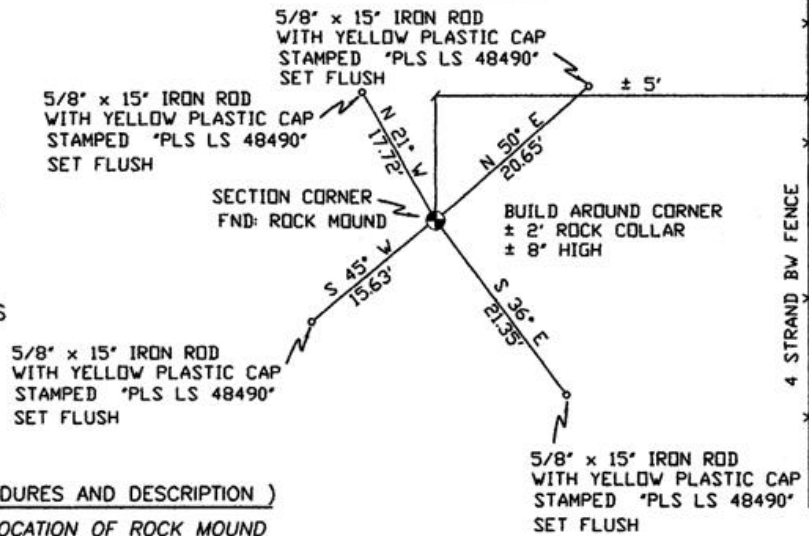 5/8" x 15" IRON ROD
WITH YELLOW PLASTIC CAP
STAMPED "PLS LS 48490"
SET FLUSH
5/8" x 15" IRON ROD
WITH YELLOW PLASTIC CAP
STAMPED "PLS LS 48490"
SET FLUSH
± 5'
N 21° W
17.72'
N 50° E
20.65'
SECTION CORNER
FND: ROCK MOUND
BUILD AROUND CORNER
± 2' ROCK COLLAR
± 8" HIGH
S 45° W
15.63'
S 36° E
21.35'
4 STRAND BW FENCE
S
5/8" x 15" IRON ROD
WITH YELLOW PLASTIC CAP
STAMPED "PLS LS 48490"
SET FLUSH
5/8" x 15" IRON ROD
WITH YELLOW PLASTIC CAP
STAMPED "PLS LS 48490"
SET FLUSH
DURES AND DESCRIPTION )
OCATION OF ROCK MOUND